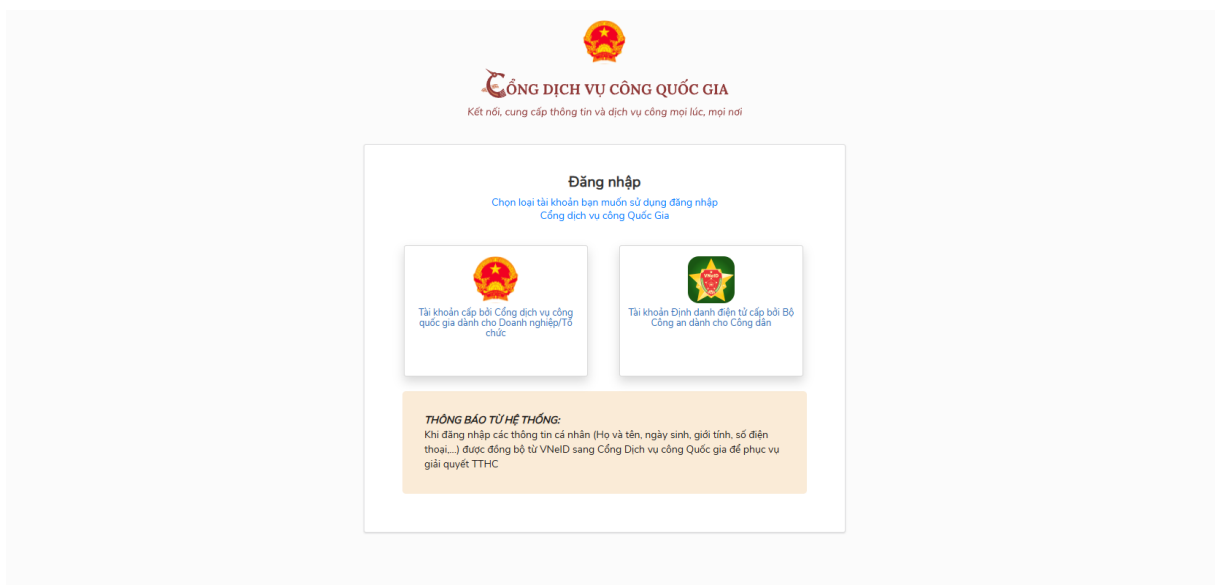 CỔNG DỊCH VỤ CÔNG QUỐC GIA
Kết nối, cung cấp thông tin và dịch vụ công mọi lúc, mọi nơi
Đăng nhập
Chọn loại tài khoản bạn muốn sử dụng đăng nhập
Cổng dịch vụ công Quốc Gia
Tài khoản cấp bởi Cổng dịch vụ công
quốc gia dành cho Doanh nghiệp/Tổ
chức
VNeID
Tài khoản Định danh điện tử cấp bởi Bộ
Công an dành cho Công dân
THÔNG BÁO TỪ HỆ THỐNG:
Khi đăng nhập các thông tin cá nhân (Họ và tên, ngày sinh, giới tính, số điện
thoại,...) được đồng bộ từ VNeID sang Cổng Dịch vụ công Quốc gia để phục vụ
giải quyết TTHC